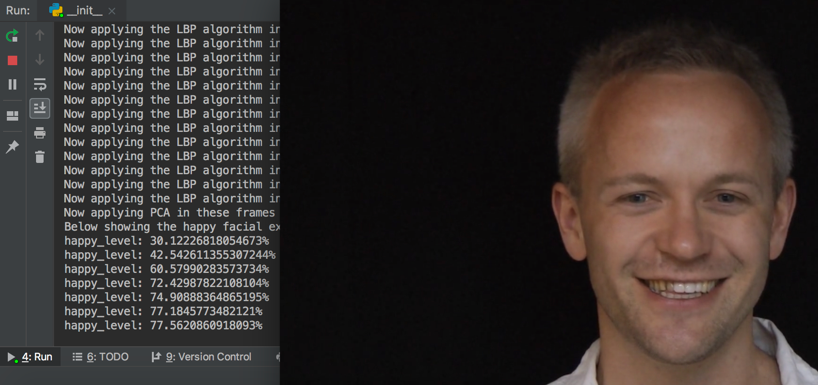 Run: __init__
Now applying the LBP algorithm in
Now applying the LBP algorithm in
Now applying the LBP algorithm in
Now applying the LBP algorithm in
Now applying the LBP algorithm in
Now applying the LBP algorithm in
Now applying the LBP algorithm in
Now applying the LBP algorithm in
Now applying the LBP algorithm in
Now applying the LBP algorithm in
Now applying the LBP algorithm in
Now applying the LBP algorithm in
Now applying the LBP algorithm in
Now applying PCA in these frames
Below showing the happy facial ex
happy_level: 30.12226818054673%
happy_level: 42.542611355307244%
happy_level: 60.57990283573734%
happy_level: 72.42987822108104%
happy_level: 74.90888364865195%
happy_level: 77.1845773482121%
happy_level: 77.5620860918093%
4: Run 6: TODO 9: Version Control